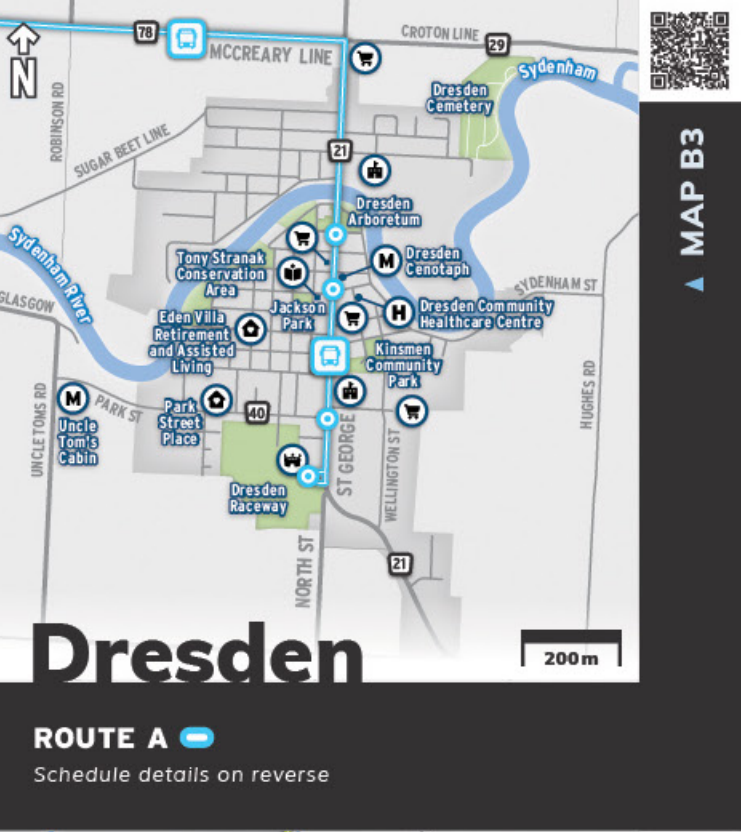 78
CROTON LINE
29
MCCREARY LINE
N
Sydenham
Dresden
Cemetery
ROBINSON RD
SUGAR BEET LINE
MAP B3
21
Dresden
Arboretum
Sydenham River
Tony Stranak
Conservation
Area
M
Dresden
Cenotaph
SYDENHAM ST
GLASGOW
Jackson
Park
H
Dresden Community
Healthcare Centre
Eden Villa
Retirement
and Assisted
Living
Kinsmen
Community
Park
HUGHES RD
UNCLE TOMS RD
M
Uncle
Tom's
Cabin
PARK ST
Park
Street
Place
40
ST GEORGE
WELLINGTON ST
Dresden
Raceway
NORTH ST
21
Dresden
200m
ROUTE A
Schedule details on reverse